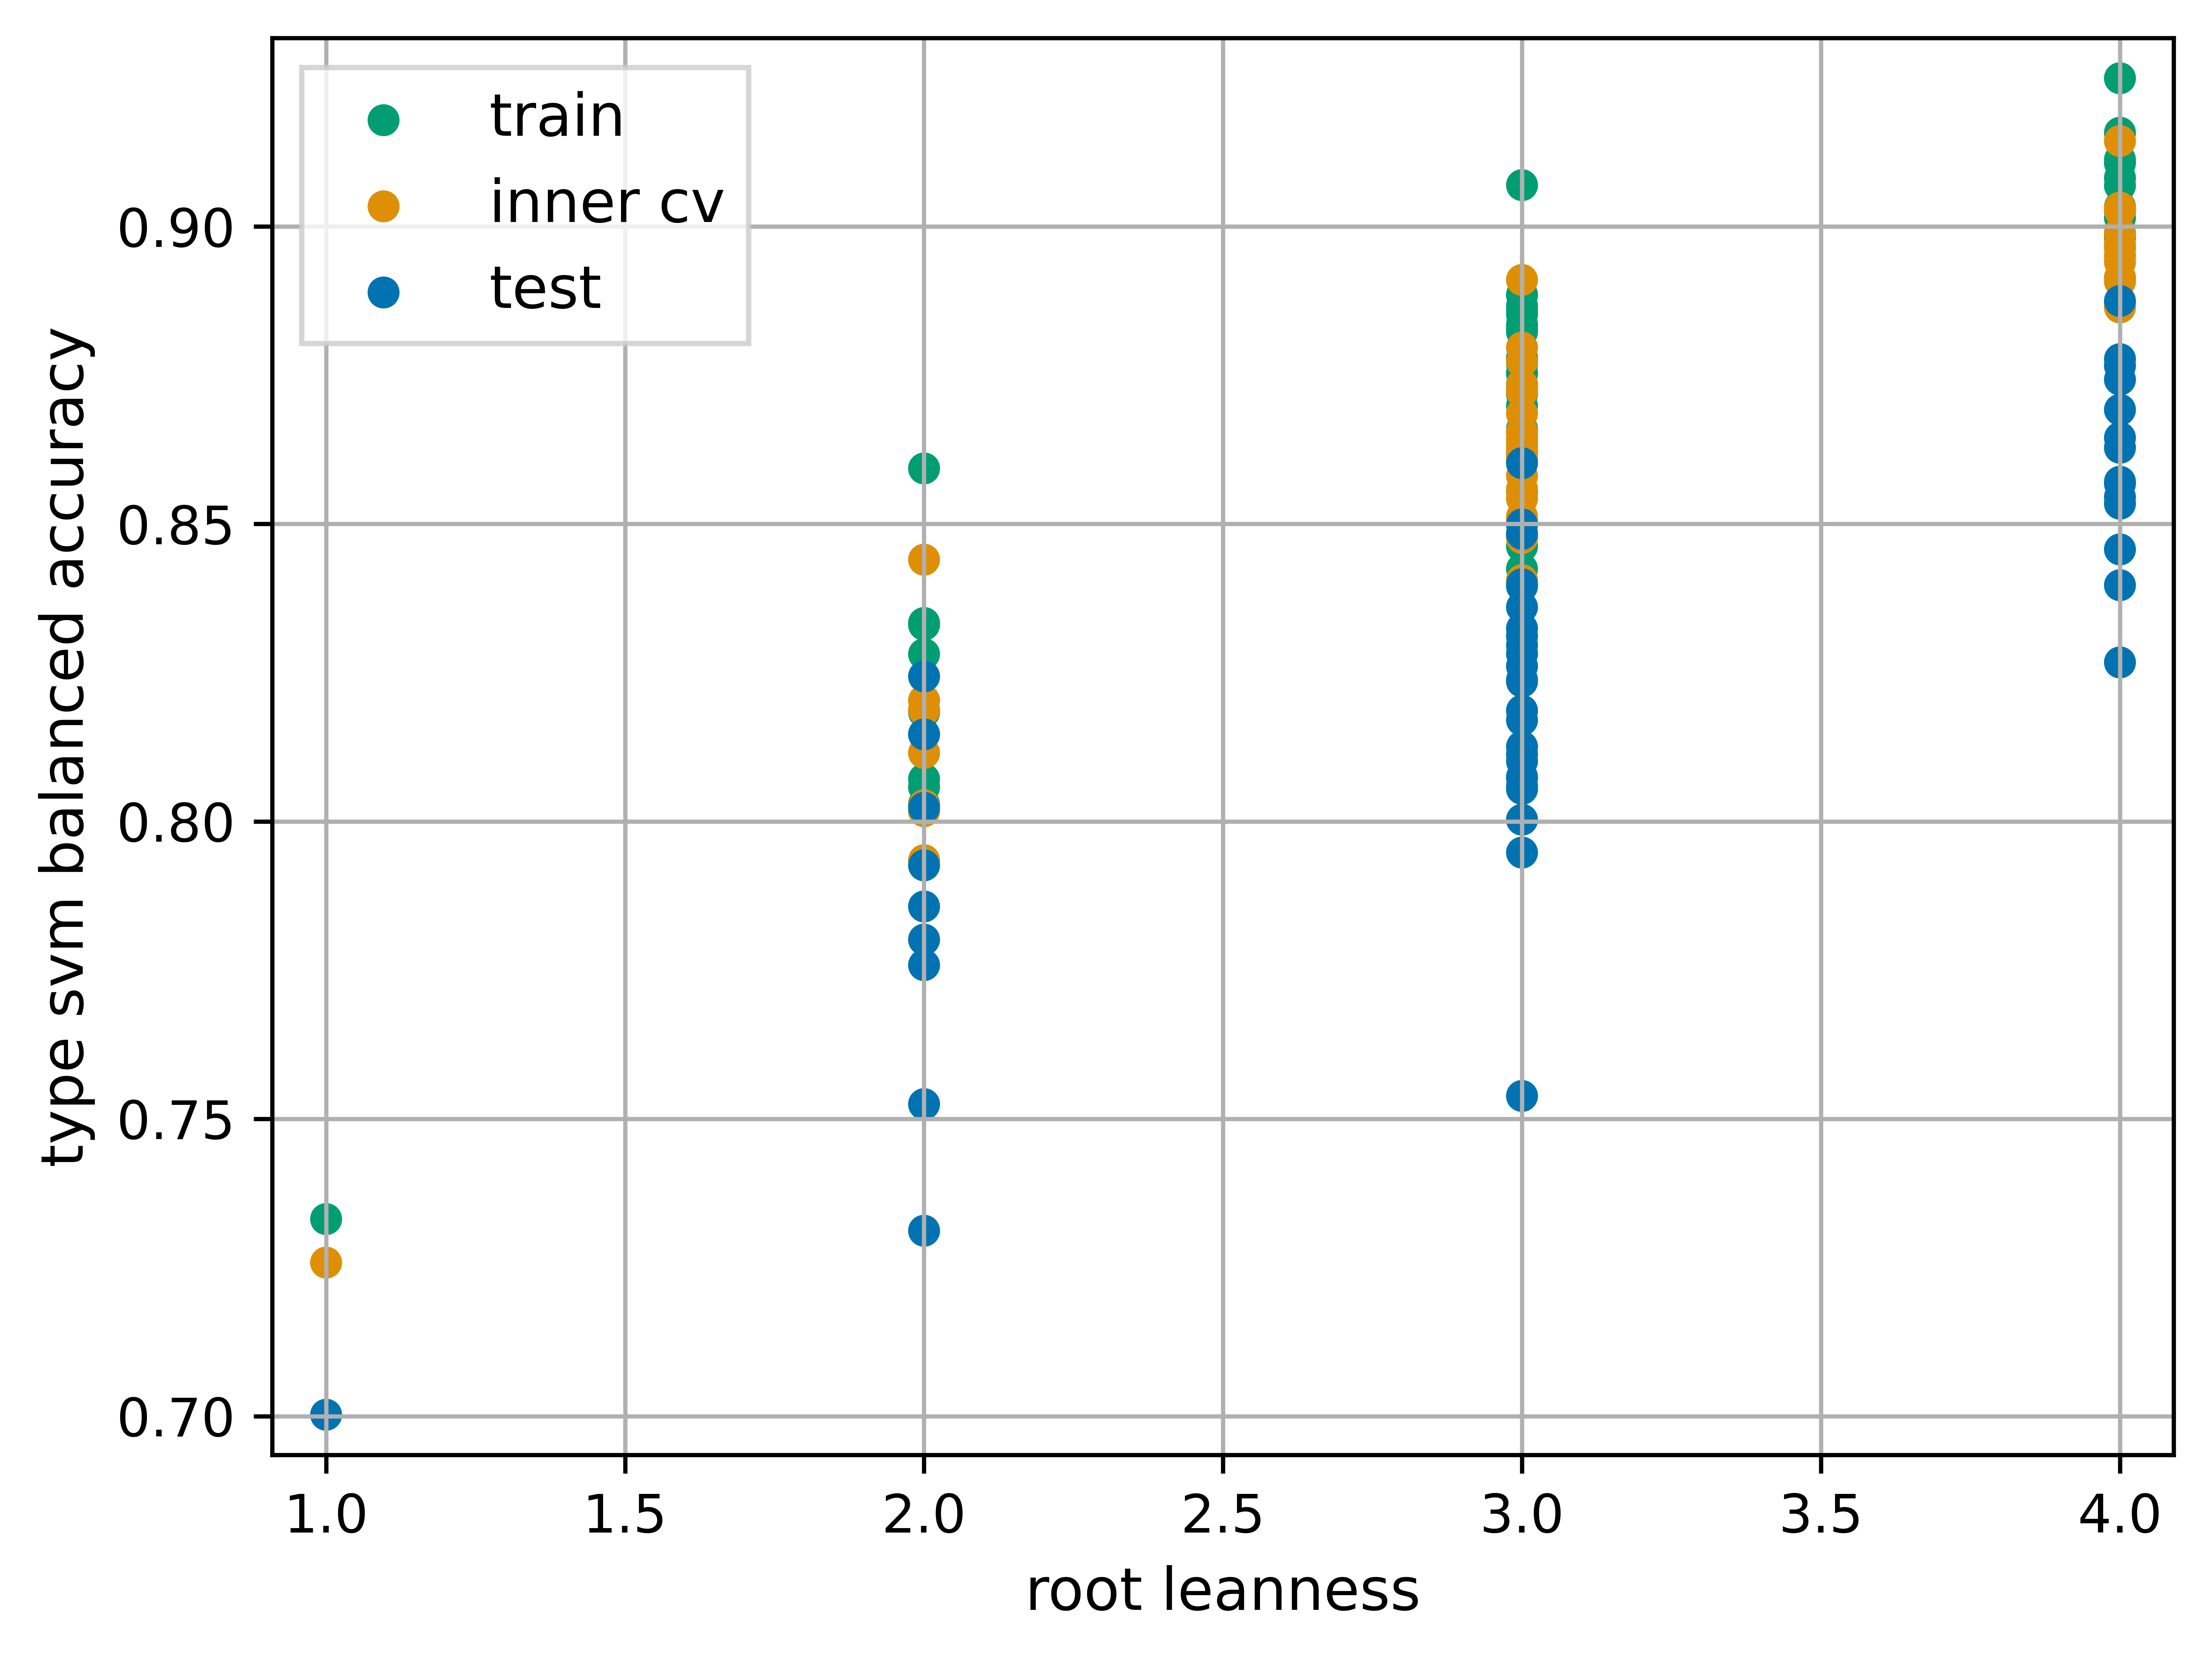 train
inner cv
test
0.90
0.85
0.80
0.75
0.70
type svm balanced accuracy
1.0 1.5 2.0 2.5 3.0 3.5 4.0
root leanness